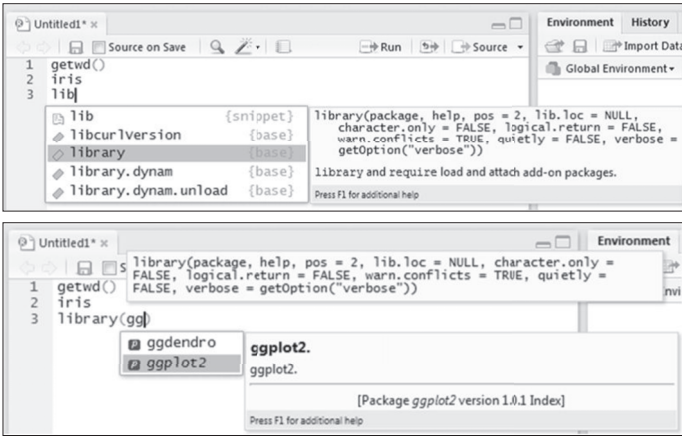 Untitled1* ×
Environment History
Source on Save
Run Source
Import Data
1 getwd()
Global Environment
2 iris
3 lib
lib {snippet}
libcurlVersion {base}
library {base}
library.dynam {base}
library.dynam.unload {base}
library(package, help, pos = 2, lib.loc = NULL,
character.only = FALSE, logical.return = FALSE,
warn.conflicts = TRUE, quietly = FALSE, verbose =
getOption("verbose"))
library and require load and attach add-on packages.
Press F1 for additional help
Untitled1* ×
Environment
S
library(package, help, pos = 2, lib.loc = NULL, character.only =
FALSE, logical.return = FALSE, warn.conflicts = TRUE, quietly =
FALSE, verbose = getOption("verbose"))
nvi
1 getwd()
2 iris
3 library(gg)
ggdendro
ggplot2
ggplot2.
ggplot2.
[Package ggplot2 version 1.0.1 Index]
Press F1 for additional help